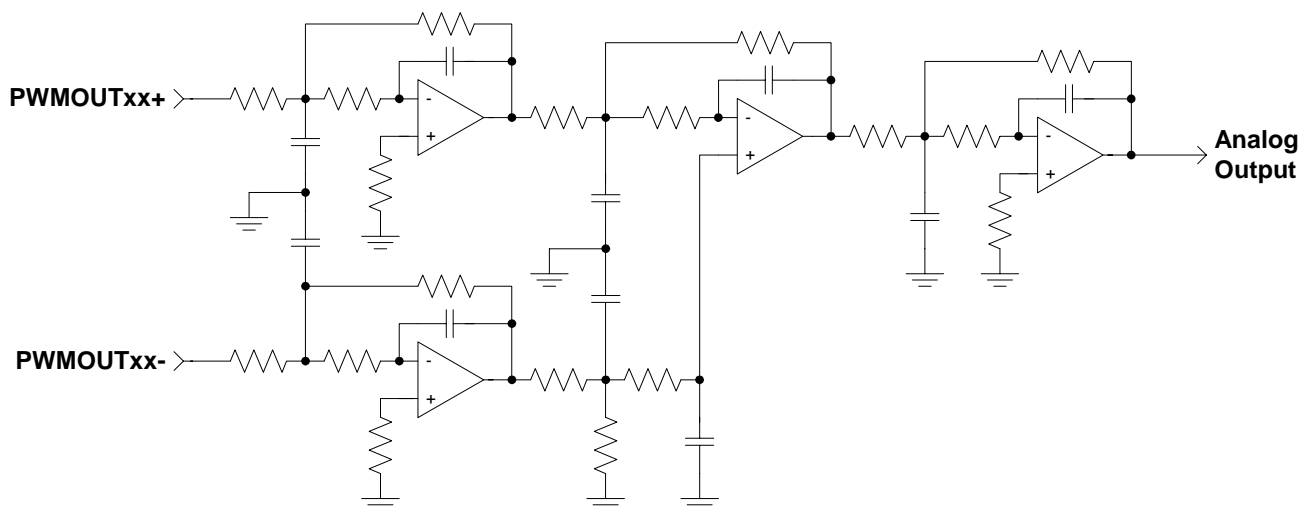 PWMOUTxx+
-
+
-
+
-
+
Analog
Output
PWMOUTxx-
-
+